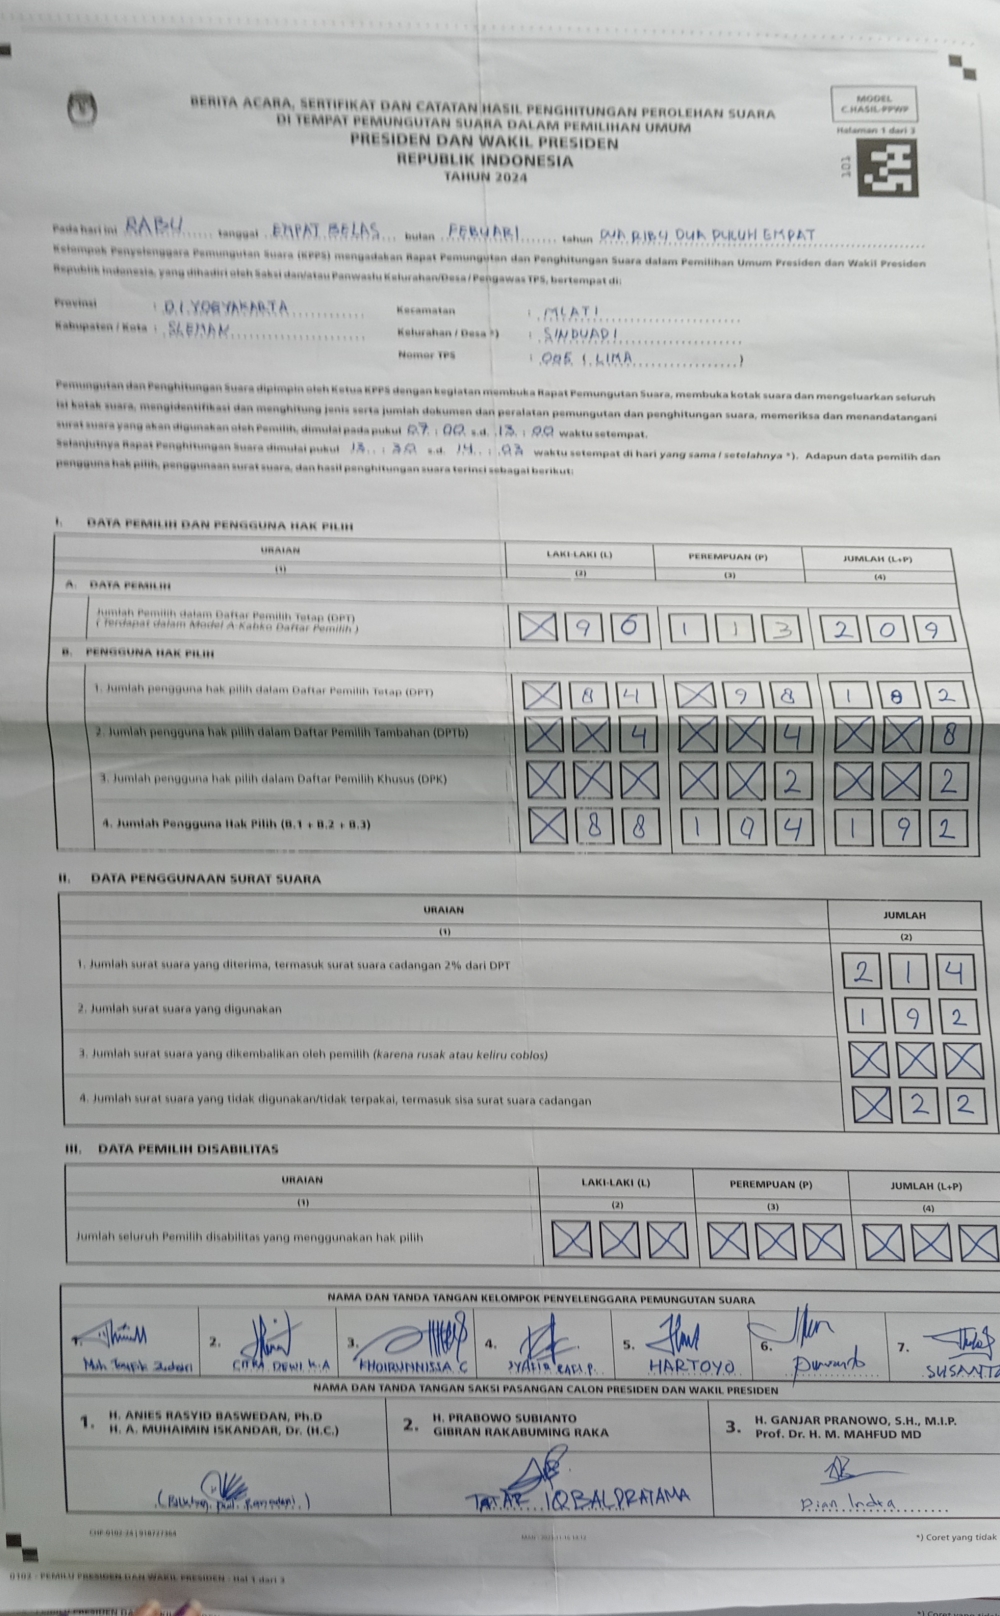 BERITA ACARA, SERTIFIKAT DAN CATATAN HASIL PENGHITUNGAN PEROLEHAN SUARA
DI TEMPAT PEMUNGUTAN SUARA DALAM PEMILIHAN UMUM
PRESIDEN DAN WAKIL PRESIDEN
REPUBLIK INDONESIA
TAHUN 2024
MODEL
C.HASIL-PPWP
Halaman 1 dari 3
101
Pada hari ini RABU tanggal EMPAT BELAS bulan FEBUARI tahun DUA RIBU DUA PULUH EMPAT
Kelompok Penyelenggara Pemungutan Suara (KPPS) mengadakan Rapat Pemungutan dan Penghitungan Suara dalam Pemilihan Umum Presiden dan Wakil Presiden
Republik Indonesia, yang dihadiri oleh Saksi dan/atau Panwaslu Kelurahan/Desa / Pengawas TPS, bertempat di:
Provinsi : D.I. YOGYAKARTA Kecamatan : MLATI
Kabupaten / Kota : SLEMAN Kelurahan / Desa *) : SINDUADI
Nomor TPS : 005 ( LIMA )
Pemungutan dan Penghitungan Suara dipimpin oleh Ketua KPPS dengan kegiatan membuka Rapat Pemungutan Suara, membuka kotak suara dan mengeluarkan seluruh
isi kotak suara, mengidentifikasi dan menghitung jenis serta jumlah dokumen dan peralatan pemungutan dan penghitungan suara, memeriksa dan menandatangani
surat suara yang akan digunakan oleh Pemilih, dimulai pada pukul 07 : 00 s.d. 13 : 00 waktu setempat.
Selanjutnya Rapat Penghitungan Suara dimulai pukul 13 : 30 s.d. 14 : 03 waktu setempat di hari yang sama / setelahnya *). Adapun data pemilih dan
pengguna hak pilih, penggunaan surat suara, dan hasil penghitungan suara terinci sebagai berikut:
I. DATA PEMILIH DAN PENGGUNA HAK PILIH
URAIAN LAKI-LAKI (L) PEREMPUAN (P) JUMLAH (L+P)
(1) (2) (3) (4)
A. DATA PEMILIH
Jumlah Pemilih dalam Daftar Pemilih Tetap (DPT) X 9 6 1 1 3 2 0 9
( Terdapat dalam Model A-Kabko Daftar Pemilih )
B. PENGGUNA HAK PILIH
1. Jumlah pengguna hak pilih dalam Daftar Pemilih Tetap (DPT) X 8 4 X 9 8 1 8 2
2. Jumlah pengguna hak pilih dalam Daftar Pemilih Tambahan (DPTb) X X 4 X X 4 X X 8
3. Jumlah pengguna hak pilih dalam Daftar Pemilih Khusus (DPK) X X X X X 2 X X 2
4. Jumlah Pengguna Hak Pilih (B.1 + B.2 + B.3) X 8 8 1 0 4 1 9 2
II. DATA PENGGUNAAN SURAT SUARA
URAIAN JUMLAH
(1) (2)
1. Jumlah surat suara yang diterima, termasuk surat suara cadangan 2% dari DPT 2 1 4
2. Jumlah surat suara yang digunakan 1 9 2
3. Jumlah surat suara yang dikembalikan oleh pemilih (karena rusak atau keliru coblos) X X X
4. Jumlah surat suara yang tidak digunakan/tidak terpakai, termasuk sisa surat suara cadangan X 2 2
III. DATA PEMILIH DISABILITAS
URAIAN LAKI-LAKI (L) PEREMPUAN (P) JUMLAH (L+P)
(1) (2) (3) (4)
Jumlah seluruh Pemilih disabilitas yang menggunakan hak pilih X X X X X X X X X
NAMA DAN TANDA TANGAN KELOMPOK PENYELENGGARA PEMUNGUTAN SUARA
1. 2. 3. 4. 5. 6. 7.
Moh. Taufik CITRA DEWI K.A KHOIRUNNISSA C SYAFIQ RAFI P. HARTOYO Purwanto SUSANTO
NAMA DAN TANDA TANGAN SAKSI PASANGAN CALON PRESIDEN DAN WAKIL PRESIDEN
1. H. ANIES RASYID BASWEDAN, Ph.D
H. A. MUHAIMIN ISKANDAR, Dr. (H.C.)
2. H. PRABOWO SUBIANTO
GIBRAN RAKABUMING RAKA
3. H. GANJAR PRANOWO, S.H., M.I.P.
Prof. Dr. H. M. MAHFUD MD
IQBAL PRATAMA Dian Indra
*) Coret yang tidak
0102 - PEMILU PRESIDEN DAN WAKIL PRESIDEN - Hal 1 dari 3